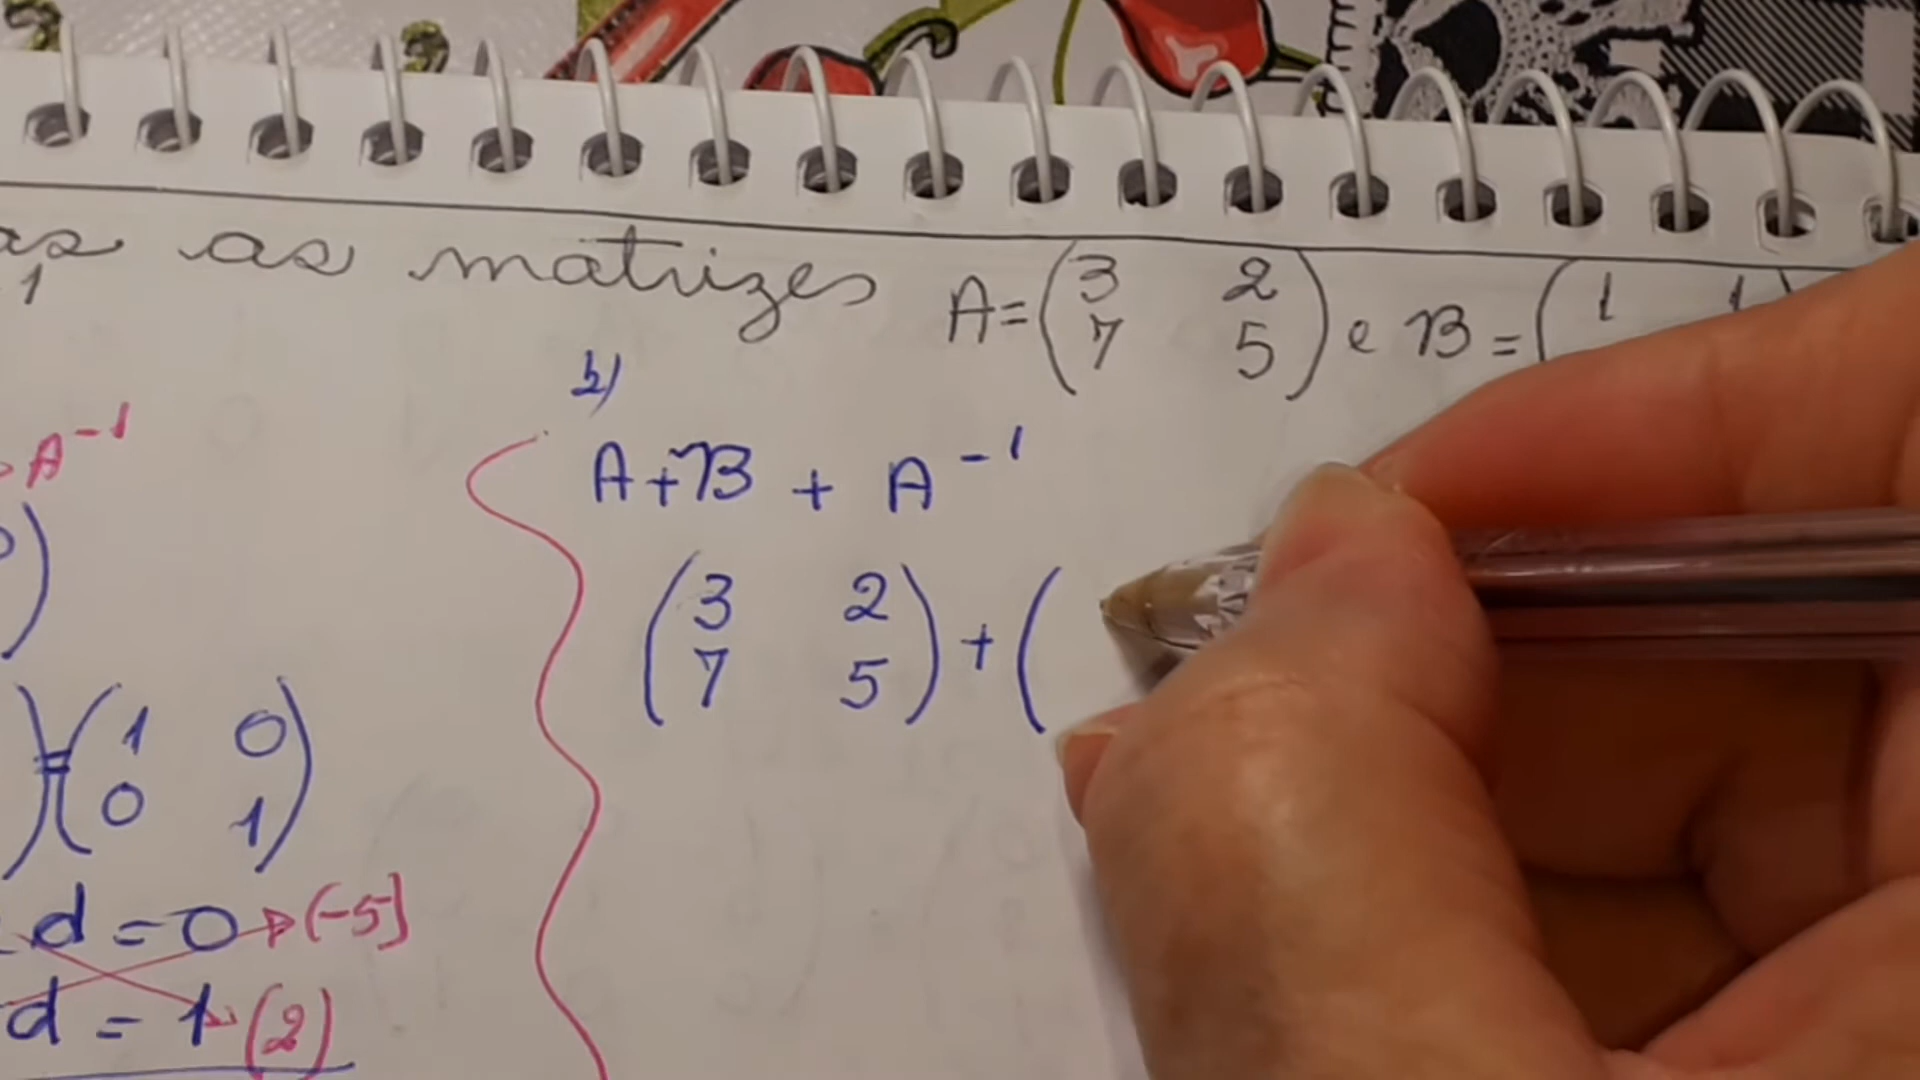 as as matrizes A = ( 3 2 ) e B = ( 1 1 )
7 5
1
b)
A+B + A^-1
( 3 2 ) + (
7 5
A^-1
)
) = ( 1 0 )
0 1
d = 0 → (-5)
d = 1 (2)